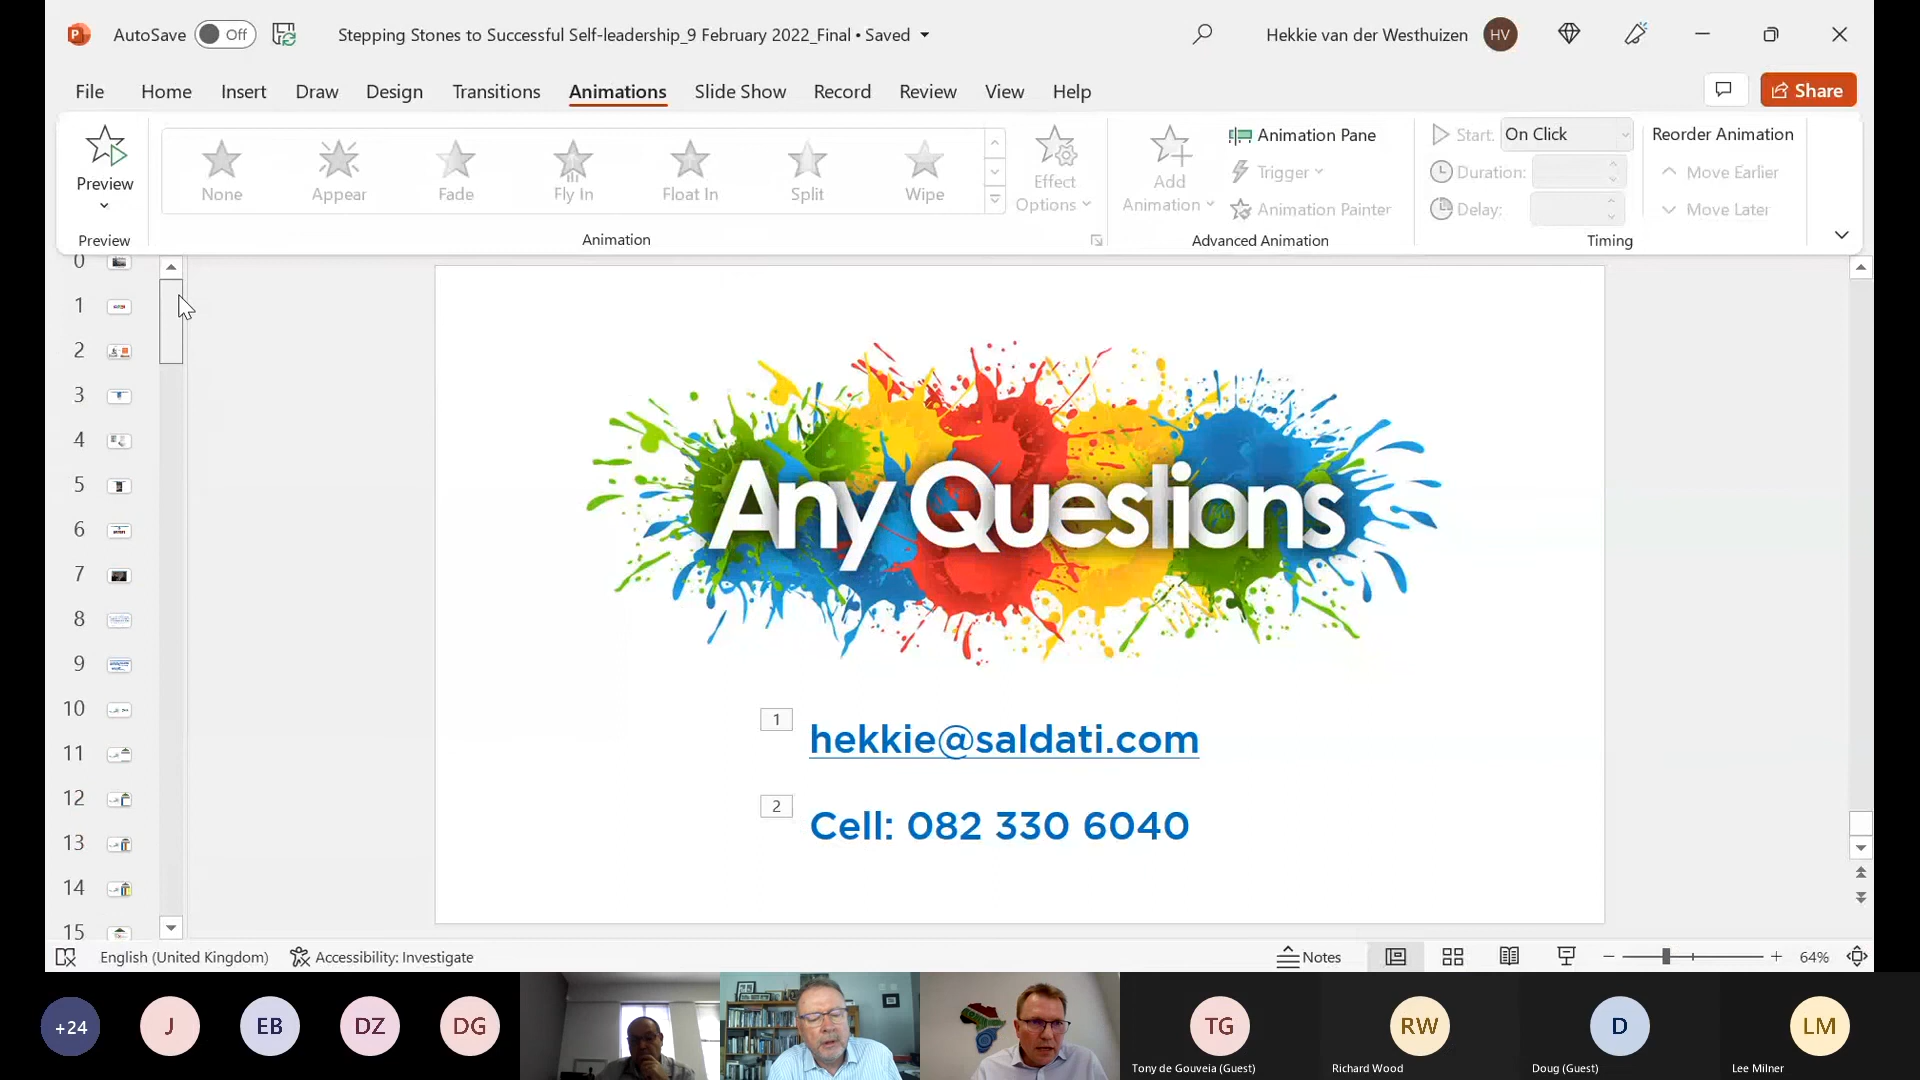 AutoSave Off Stepping Stones to Successful Self-leadership_9 February 2022_Final • Saved Hekkie van der Westhuizen HV
File Home Insert Draw Design Transitions Animations Slide Show Record Review View Help Share
Preview
None Appear Fade Fly In Float In Split Wipe
Effect Options
Add Animation
Animation Pane
Trigger
Animation Painter
Start: On Click
Duration:
Delay:
Reorder Animation
Move Earlier
Move Later
Preview Animation Advanced Animation Timing
0
1
2
3
4
5
6
7
8
9
10
11
12
13
14
15
Any Questions
1
hekkie@saldati.com
2
Cell: 082 330 6040
English (United Kingdom) Accessibility: Investigate Notes 64%
+24 J EB DZ DG TG RW D LM
Tony de Gouveia (Guest) Richard Wood Doug (Guest) Lee Milner